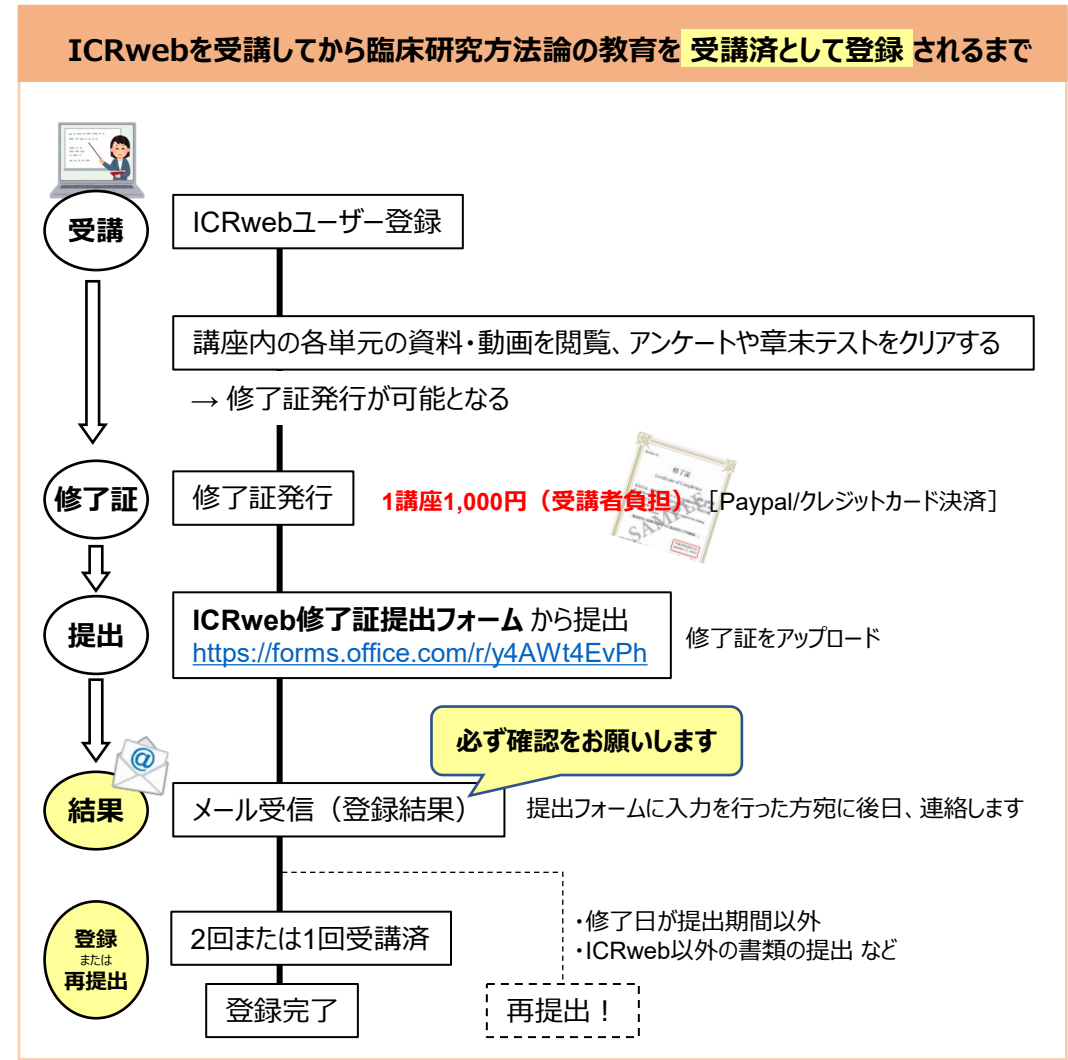 ICRwebを受講してから臨床研究方法論の教育を 受講済として登録 されるまで
受講
ICRwebユーザー登録
講座内の各単元の資料・動画を閲覧、アンケートや章末テストをクリアする
→ 修了証発行が可能となる
修了証
修了証発行
1講座1,000円（受講者負担）
［Paypal/クレジットカード決済］
修了証
SAMPLE
提出
ICRweb修了証提出フォーム から提出
https://forms.office.com/r/y4AWt4EvPh
修了証をアップロード
必ず確認をお願いします
@
結果
メール受信（登録結果）
提出フォームに入力を行った方宛に後日、連絡します
登録
または
再提出
2回または1回受講済
・修了日が提出期間以外
・ICRweb以外の書類の提出 など
登録完了
再提出！